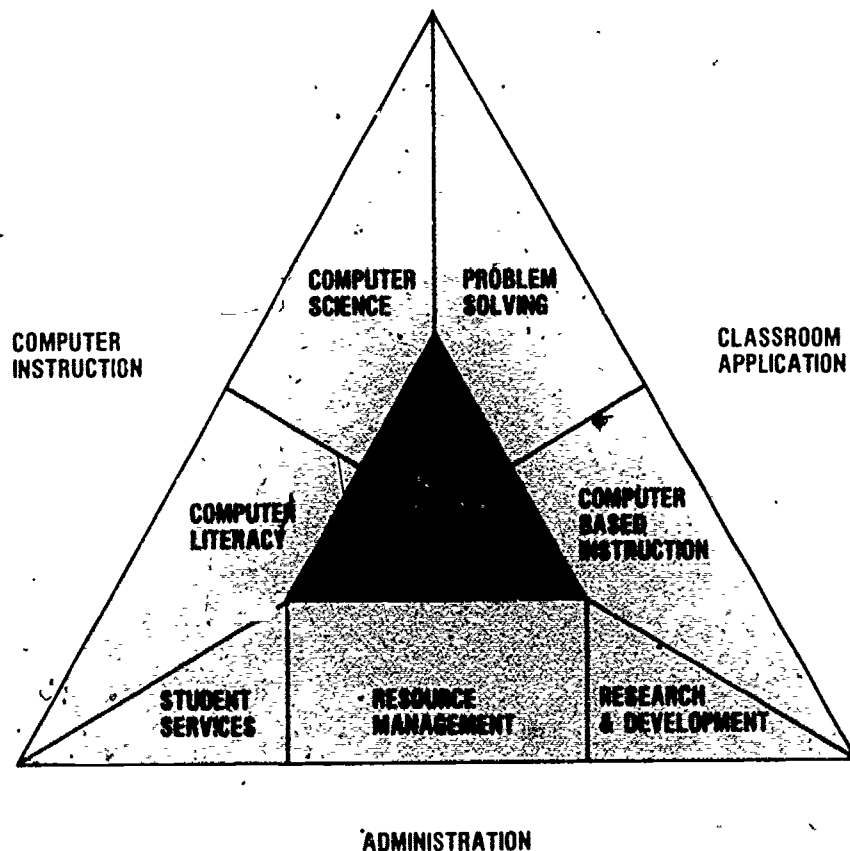 COMPUTER
SCIENCE
PROBLEM
SOLVING
COMPUTER
INSTRUCTION
CLASSROOM
APPLICATION
COMPUTER
LITERACY
COMPUTER
BASED
INSTRUCTION
STUDENT
SERVICES
RESOURCE
MANAGEMENT
RESEARCH
& DEVELOPMENT
ADMINISTRATION